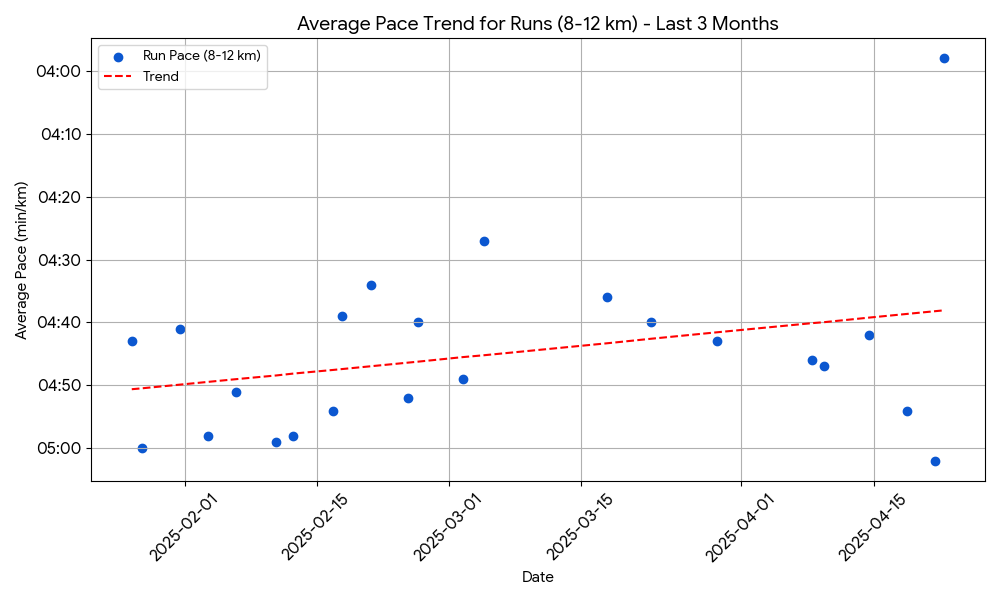 Average Pace Trend for Runs (8-12 km) - Last 3 Months
Run Pace (8-12 km)
Trend
Average Pace (min/km)
04:00
04:10
04:20
04:30
04:40
04:50
05:00
2025-02-01
2025-02-15
2025-03-01
2025-03-15
2025-04-01
2025-04-15
Date